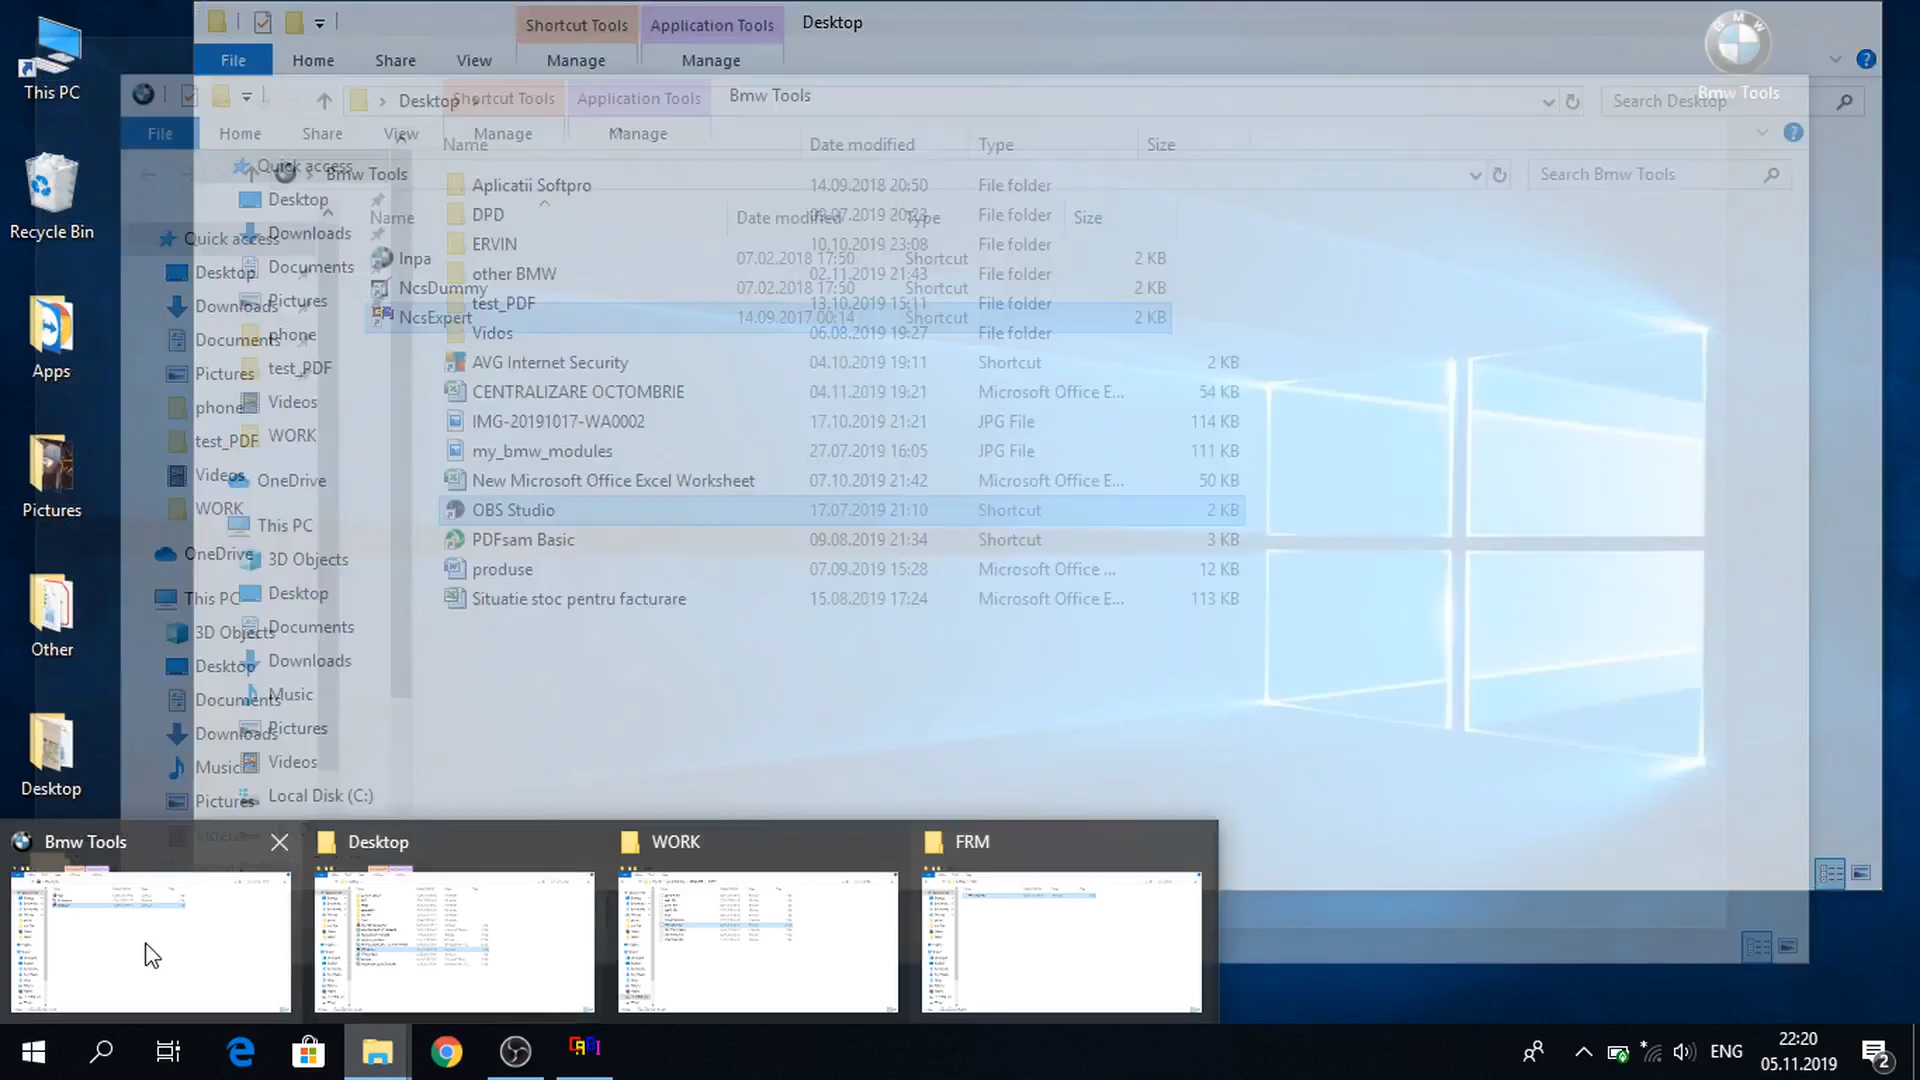 This PC
Recycle Bin
Apps
Pictures
Other
Desktop
Shortcut Tools
Application Tools
Desktop
File
Home
Share
View
Manage
Manage
Desktop
Search Desktop
Name
Date modified
Type
Size
Aplicatii Softpro 14.09.2018 20:50 File folder
DPD 09.07.2019 20:23 File folder
ERVIN 10.10.2019 23:08 File folder
other BMW 02.11.2019 21:43 File folder
test_PDF 13.10.2019 15:11 File folder
Vidos 06.08.2019 19:27 File folder
AVG Internet Security 04.10.2019 19:11 Shortcut 2 KB
CENTRALIZARE OCTOMBRIE 04.11.2019 19:21 Microsoft Office E... 54 KB
IMG-20191017-WA0002 17.10.2019 21:21 JPG File 114 KB
my_bmw_modules 27.07.2019 16:05 JPG File 111 KB
New Microsoft Office Excel Worksheet 07.10.2019 21:42 Microsoft Office E... 50 KB
OBS Studio 17.07.2019 21:10 Shortcut 2 KB
PDFsam Basic 09.08.2019 21:34 Shortcut 3 KB
produse 07.09.2019 15:28 Microsoft Office ... 12 KB
Situatie stoc pentru facturare 15.08.2019 17:24 Microsoft Office E... 113 KB
Quick access
Desktop
Downloads
Documents
Pictures
phone
test_PDF
Videos
WORK
OneDrive
This PC
3D Objects
Desktop
Documents
Downloads
Music
Pictures
Videos
Local Disk (C:)
Shortcut Tools
Application Tools
Bmw Tools
File
Home
Share
View
Manage
Manage
Bmw Tools
Search Bmw Tools
Name
Date modified
Type
Size
Inpa 07.02.2018 17:50 Shortcut 2 KB
NcsDummy 07.02.2018 17:50 Shortcut 2 KB
NcsExpert 14.09.2017 00:14 Shortcut 2 KB
Quick access
Desktop
Downloads
Documents
Pictures
phone
test_PDF
Videos
WORK
OneDrive
This PC
3D Objects
Desktop
Documents
Downloads
Music
Pictures
BMW
Bmw Tools
Bmw Tools
Desktop
WORK
FRM
ENG
22:20
05.11.2019
2